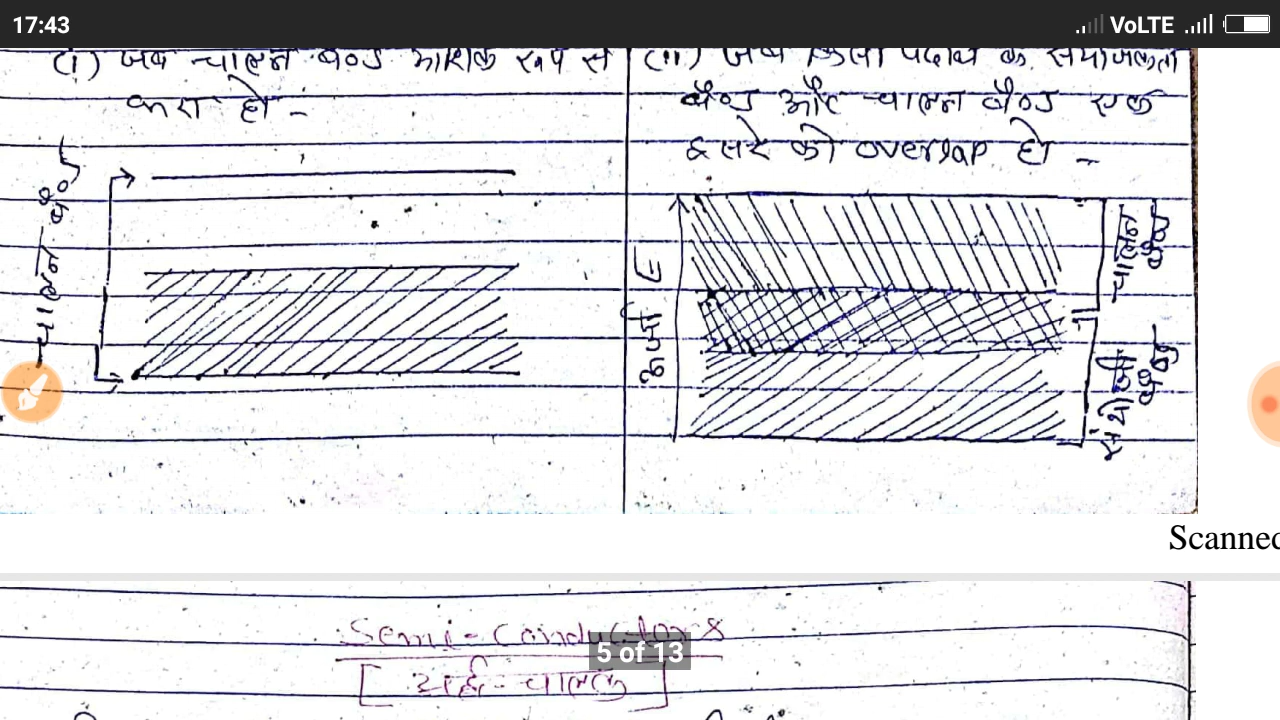 17:43
VoLTE
(i) जब चालन बैण्ड आंशिक रूप से
भरा हो -
चालन बैण्ड
(ii) जब किसी पदार्थ के संयोजकता
बैण्ड और चालन बैण्ड एक
दूसरे को overlap हो -
ऊर्जा E
चालन बैण्ड
संयोजी बैण्ड
Scanned
Semi-Conductors
5 of 13
[अर्द्ध-चालक]